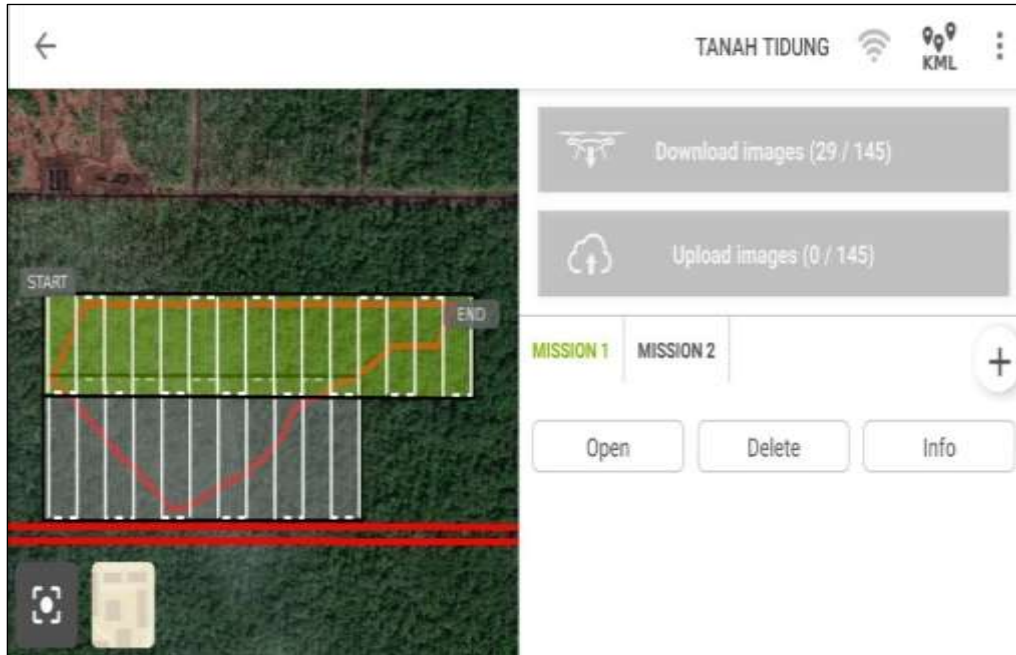 TANAH TIDUNG
KML
Download images (29 / 145)
Upload images (0 / 145)
START
END
MISSION 1
MISSION 2
Open
Delete
Info